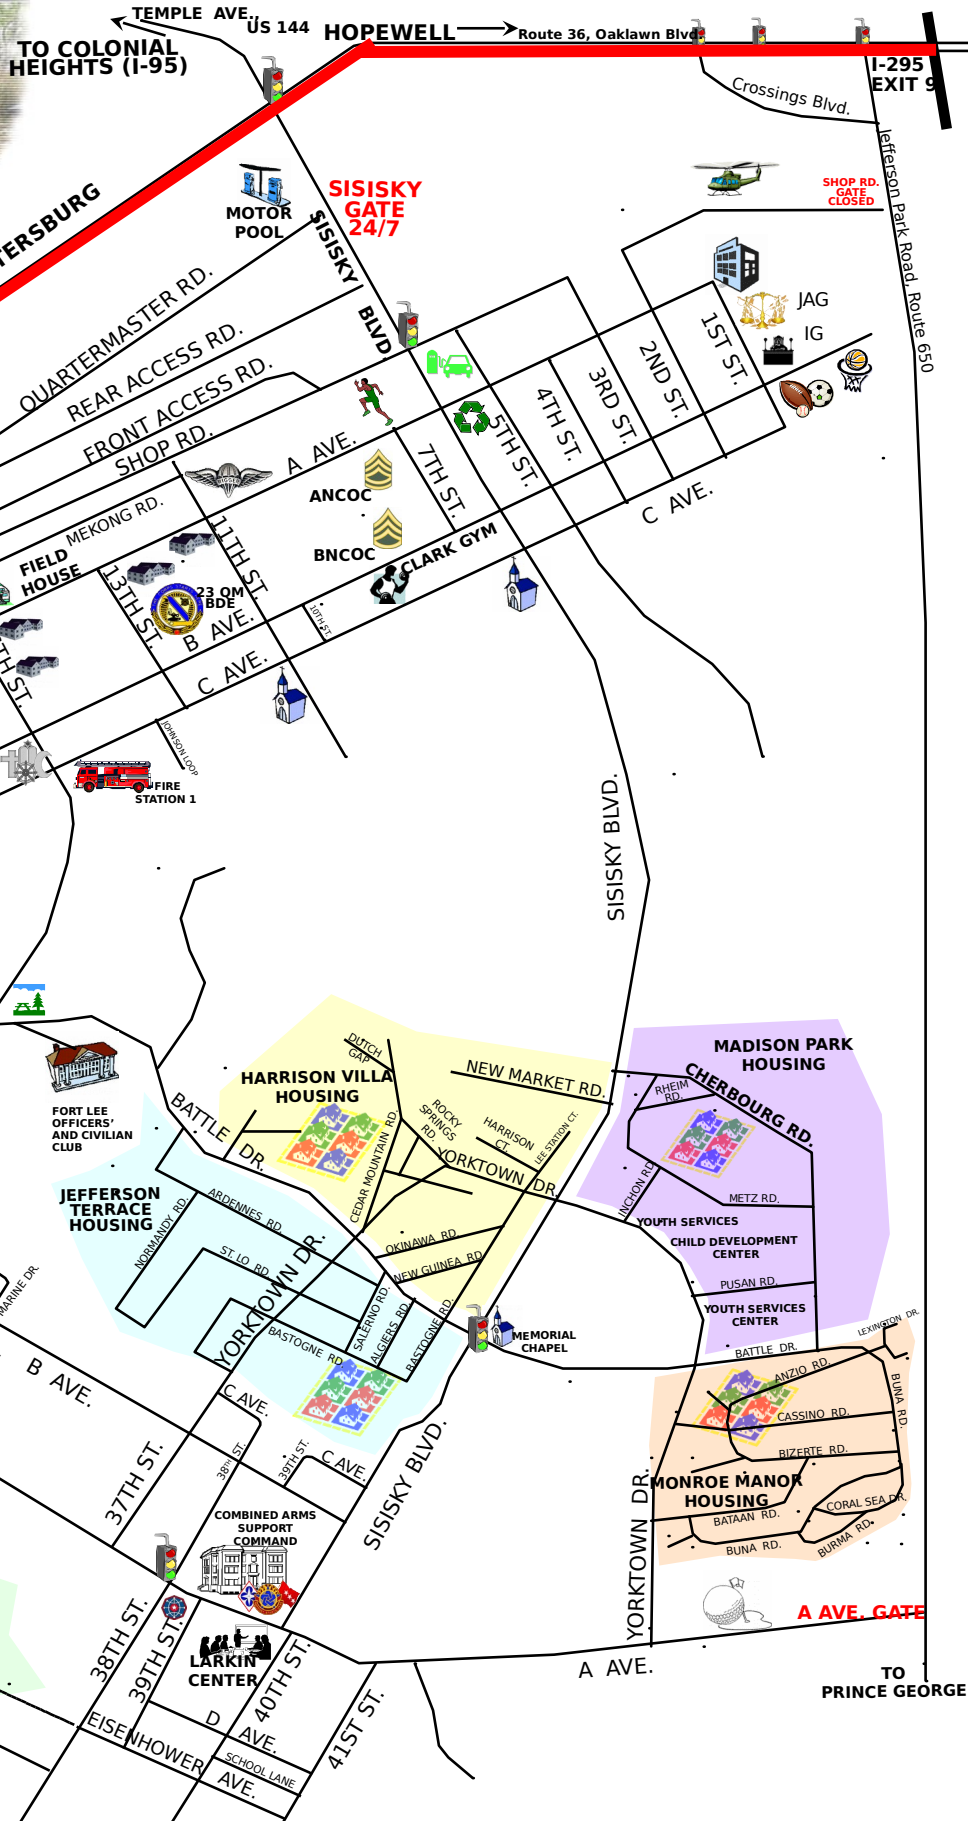 TEMPLE AVE.,
US 144
HOPEWELL
Route 36, Oaklawn Blvd
TO COLONIAL
HEIGHTS (I-95)
I-295
EXIT 9
Crossings Blvd.
Jefferson Park Road, Route 650
TERSBURG
MOTOR
POOL
SISISKY
GATE
24/7
SHOP RD.
GATE
CLOSED
SISISKY BLVD.
QUARTERMASTER RD.
REAR ACCESS RD.
FRONT ACCESS RD.
SHOP RD.
JAG
IG
1ST ST.
2ND ST.
3RD ST.
4TH ST.
5TH ST.
7TH ST.
A AVE.
RIGGER
ANCOC
BNCOC
MEKONG RD.
FIELD
HOUSE
11TH ST.
13TH ST.
23 QM
BDE
B AVE.
C AVE.
10TH ST.
CLARK GYM
C AVE.
TH ST.
JOHNSON LOOP
FIRE
STATION 1
SISISKY BLVD.
FORT LEE
OFFICERS’
AND CIVILIAN
CLUB
BATTLE DR.
HARRISON VILLA
HOUSING
DUTCH
GAP
NEW MARKET RD.
ROCKY
SPRINGS
RD.
HARRISON
CT.
LEE STATION CT.
CEDAR MOUNTAIN RD.
YORKTOWN DR.
OKINAWA RD.
NEW GUINEA RD.
MADISON PARK
HOUSING
CHERBOURG RD.
RHEIM
RD.
INCHON RD.
METZ RD.
YOUTH SERVICES
CHILD DEVELOPMENT
CENTER
PUSAN RD.
YOUTH SERVICES
CENTER
BATTLE DR.
JEFFERSON
TERRACE
HOUSING
NORMANDY RD.
ARDENNES RD.
ST. LO RD.
YORKTOWN DR.
BASTOGNE RD.
SALERNO RD.
ALGIERS RD.
BASTOGNE RD.
MEMORIAL
CHAPEL
MARINE DR.
LEXINGTON DR.
ANZIO RD.
BUNA RD.
CASSINO RD.
BIZERTE RD.
MONROE MANOR
HOUSING
CORAL SEA DR.
BATAAN RD.
BURMA RD.
BUNA RD.
B AVE.
C AVE.
37TH ST.
38TH ST.
39TH ST.
C AVE.
SISISKY BLVD.
COMBINED ARMS
SUPPORT
COMMAND
YORKTOWN DR.
A AVE. GATE
38TH ST.
39TH ST.
LARKIN
CENTER
40TH ST.
41ST ST.
A AVE.
TO
PRINCE GEORGE
D AVE.
EISENHOWER AVE.
SCHOOL LANE